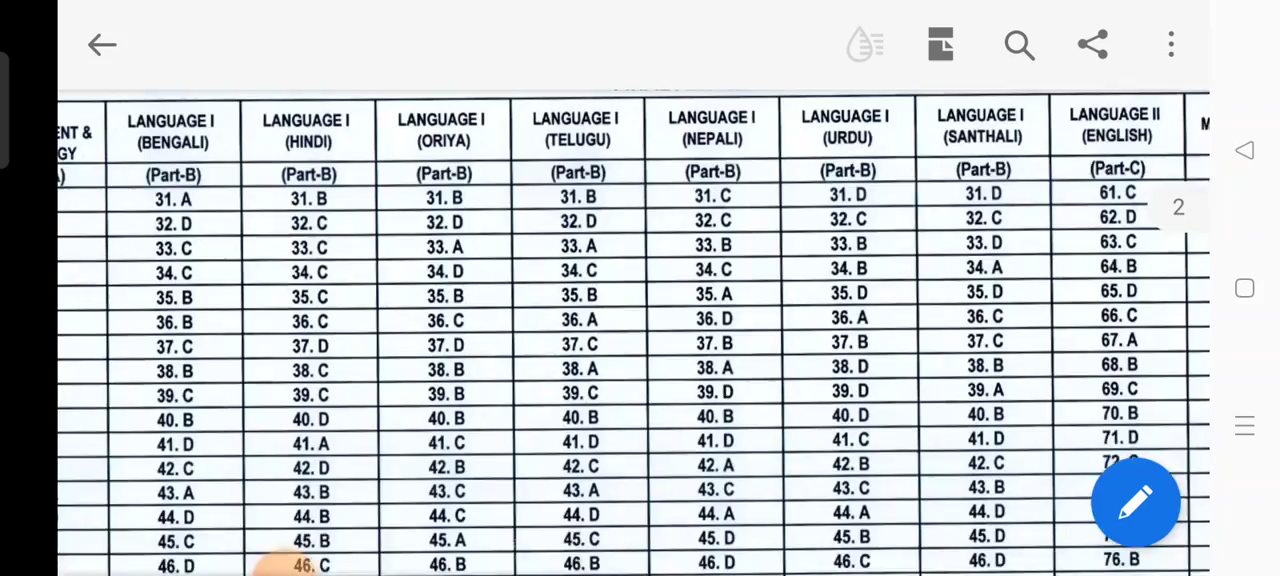 ENT & LANGUAGE I LANGUAGE I LANGUAGE I LANGUAGE I LANGUAGE I LANGUAGE I LANGUAGE I LANGUAGE II M
GY (BENGALI) (HINDI) (ORIYA) (TELUGU) (NEPALI) (URDU) (SANTHALI) (ENGLISH)
(Part-B) (Part-B) (Part-B) (Part-B) (Part-B) (Part-B) (Part-B) (Part-C)
31. A 31. B 31. B 31. B 31. C 31. D 31. D 61. C
2
32. D 32. C 32. D 32. D 32. C 32. C 32. C 62. D
33. C 33. C 33. A 33. A 33. B 33. B 33. D 63. C
34. C 34. C 34. D 34. C 34. C 34. B 34. A 64. B
35. B 35. C 35. B 35. B 35. A 35. D 35. D 65. D
36. B 36. C 36. C 36. A 36. D 36. A 36. C 66. C
37. C 37. D 37. D 37. C 37. B 37. B 37. C 67. A
38. B 38. C 38. B 38. A 38. A 38. D 38. B 68. B
39. C 39. C 39. B 39. C 39. D 39. D 39. A 69. C
40. B 40. D 40. B 40. B 40. B 40. D 40. B 70. B
41. D 41. A 41. C 41. D 41. D 41. C 41. D 71. D
42. C 42. D 42. B 42. C 42. A 42. B 42. C
43. A 43. B 43. C 43. A 43. C 43. C 43. B
44. D 44. B 44. C 44. D 44. A 44. A 44. D
45. C 45. B 45. A 45. C 45. D 45. B 45. D
46. D 46. C 46. B 46. B 46. D 46. C 46. D 76. B